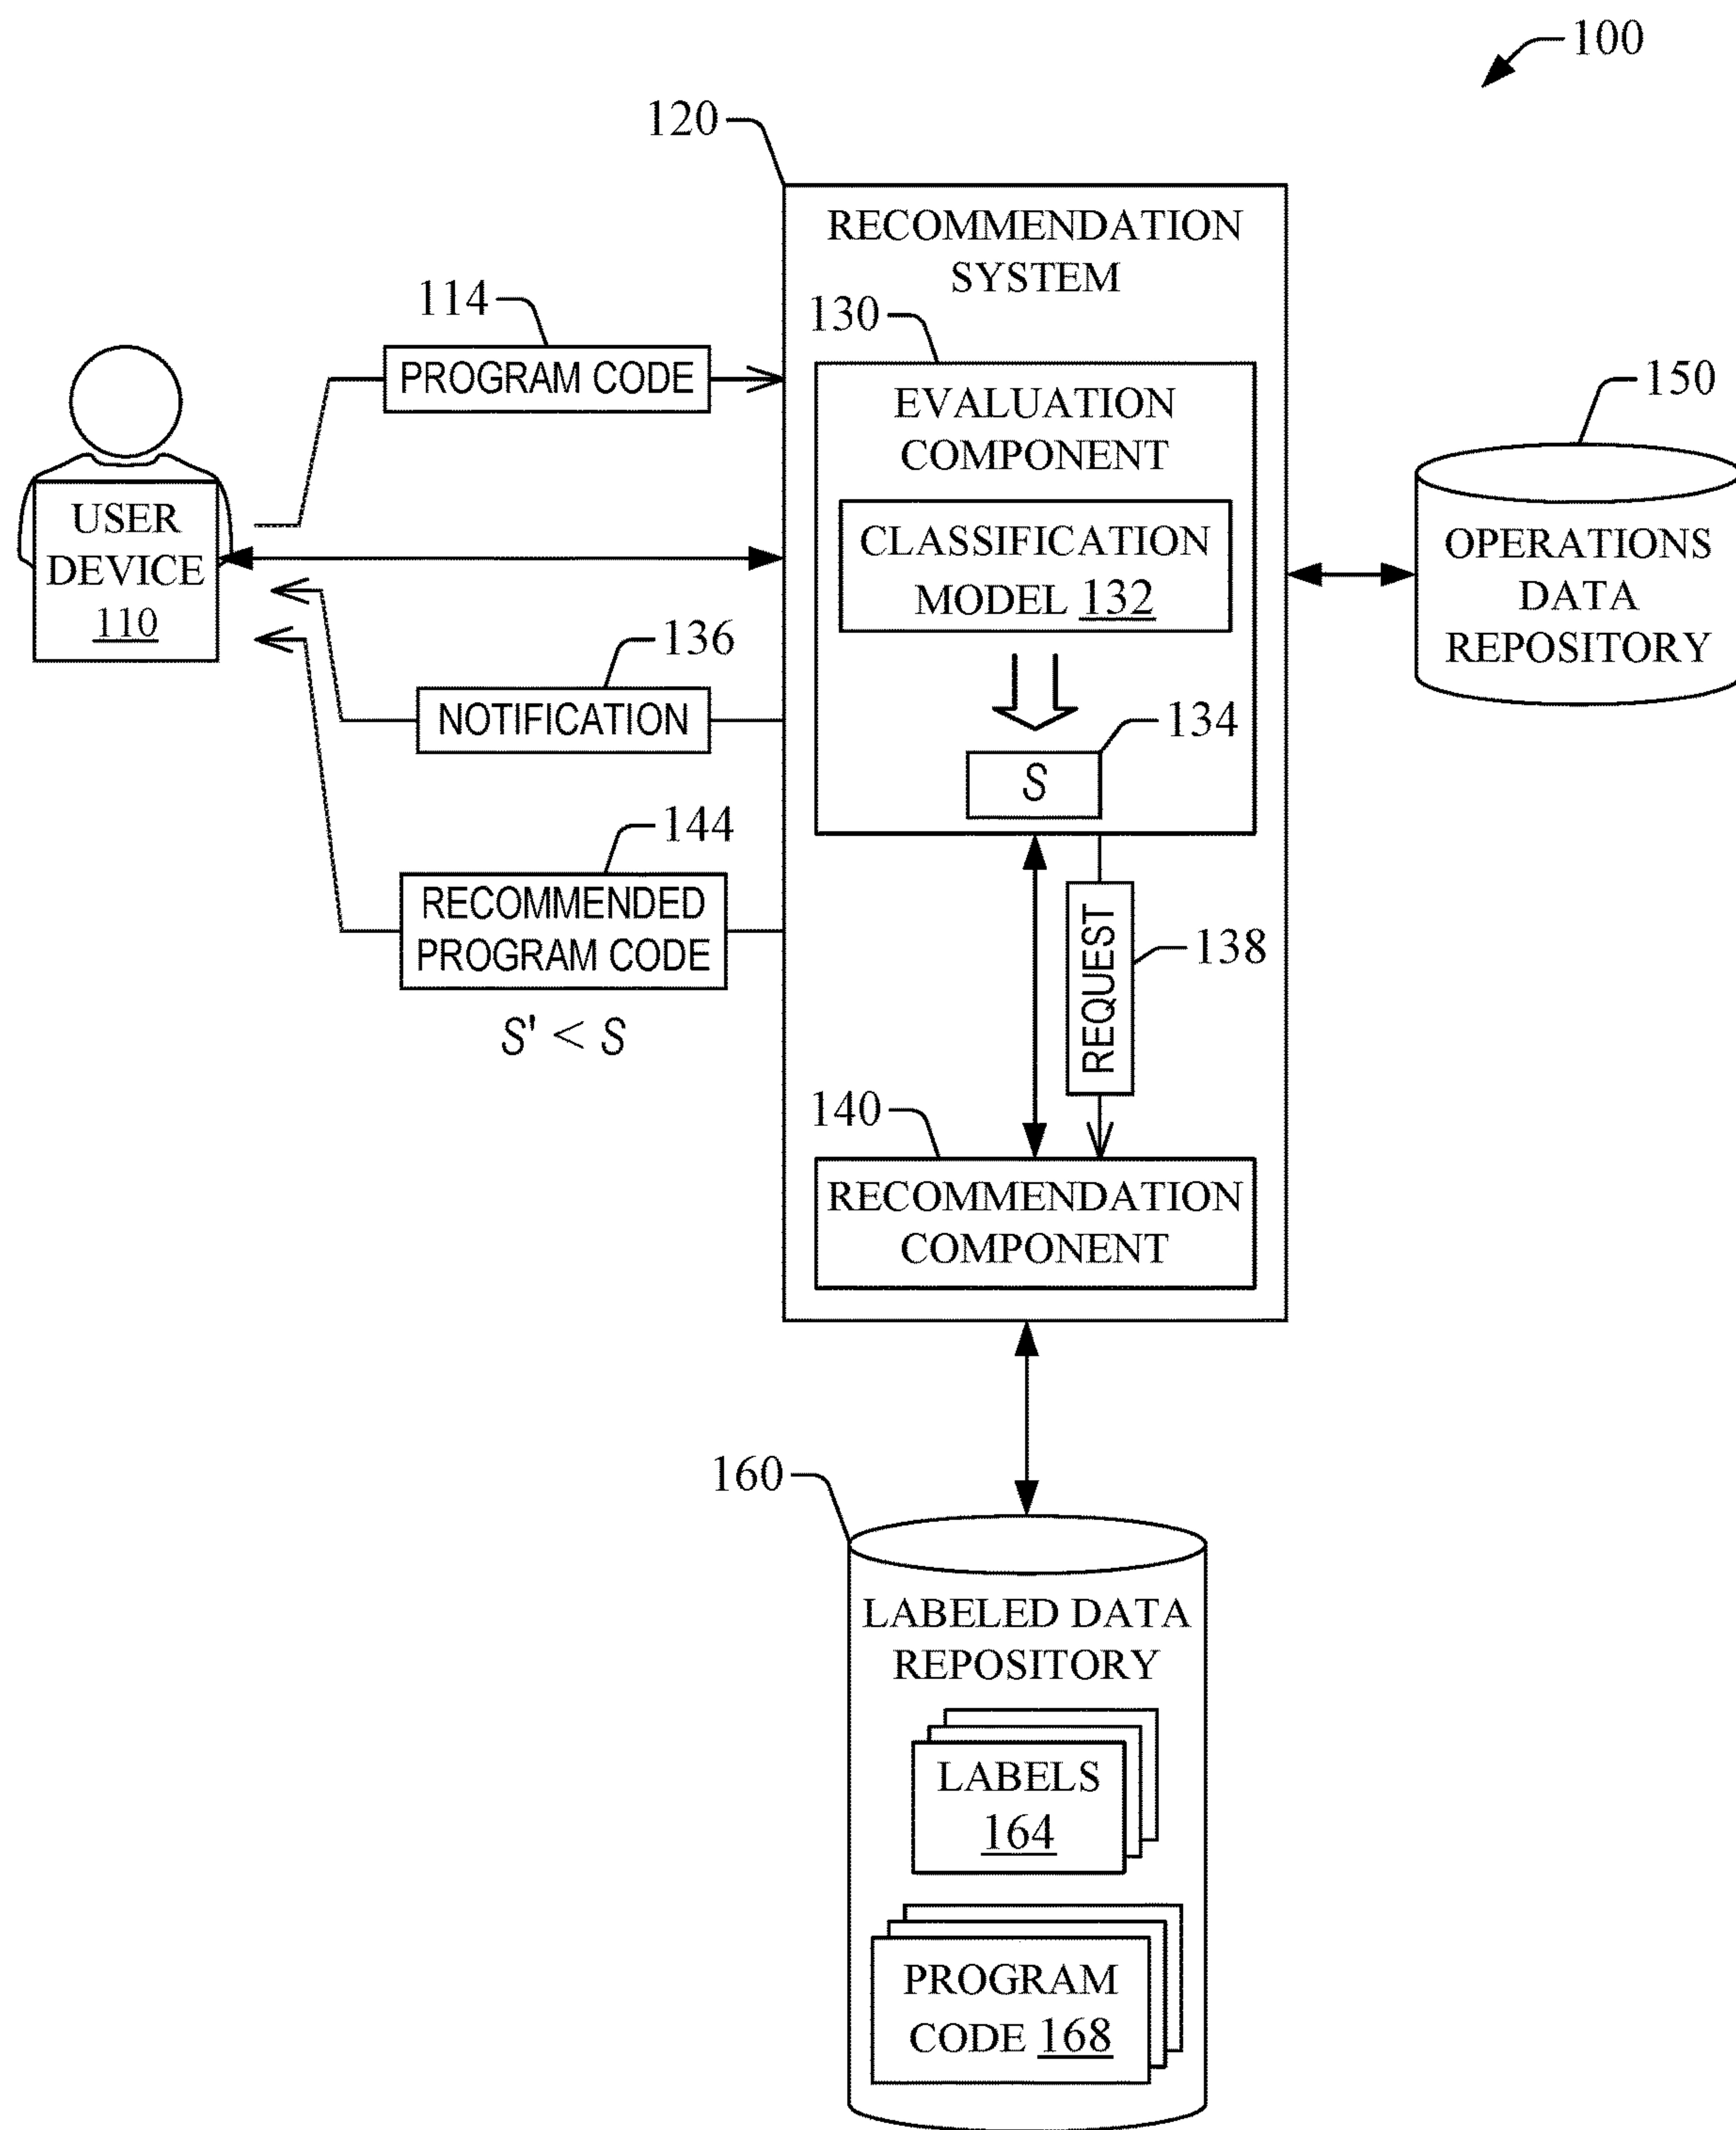 100
120
RECOMMENDATION
SYSTEM
114
PROGRAM CODE
130
EVALUATION
COMPONENT
150
USER
DEVICE
110
CLASSIFICATION
MODEL 132
OPERATIONS
DATA
REPOSITORY
136
NOTIFICATION
134
S
144
RECOMMENDED
PROGRAM CODE
S' < S
REQUEST
138
140
RECOMMENDATION
COMPONENT
160
LABELED DATA
REPOSITORY
LABELS
164
PROGRAM
CODE 168